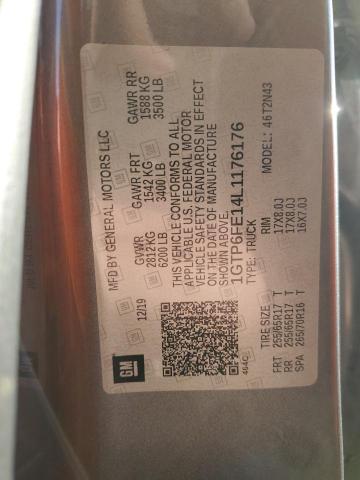 GM
MFD BY GENERAL MOTORS LLC
12/19
GVWR
2812 KG
6200 LB
GAWR FRT
1542 KG
3400 LB
GAWR RR
1588 KG
3500 LB
THIS VEHICLE CONFORMS TO ALL
APPLICABLE U.S. FEDERAL MOTOR
VEHICLE SAFETY STANDARDS IN EFFECT
ON THE DATE OF MANUFACTURE
SHOWN ABOVE.
1GTP6FE14L1176176
TYPE: TRUCK
MODEL: 46T2N43
464C
TIRE SIZE RIM
FRT 255/65R17 T 17X8.0J
RR 255/65R17 T 17X8.0J
SPA 265/70R16 T 16X7.0J